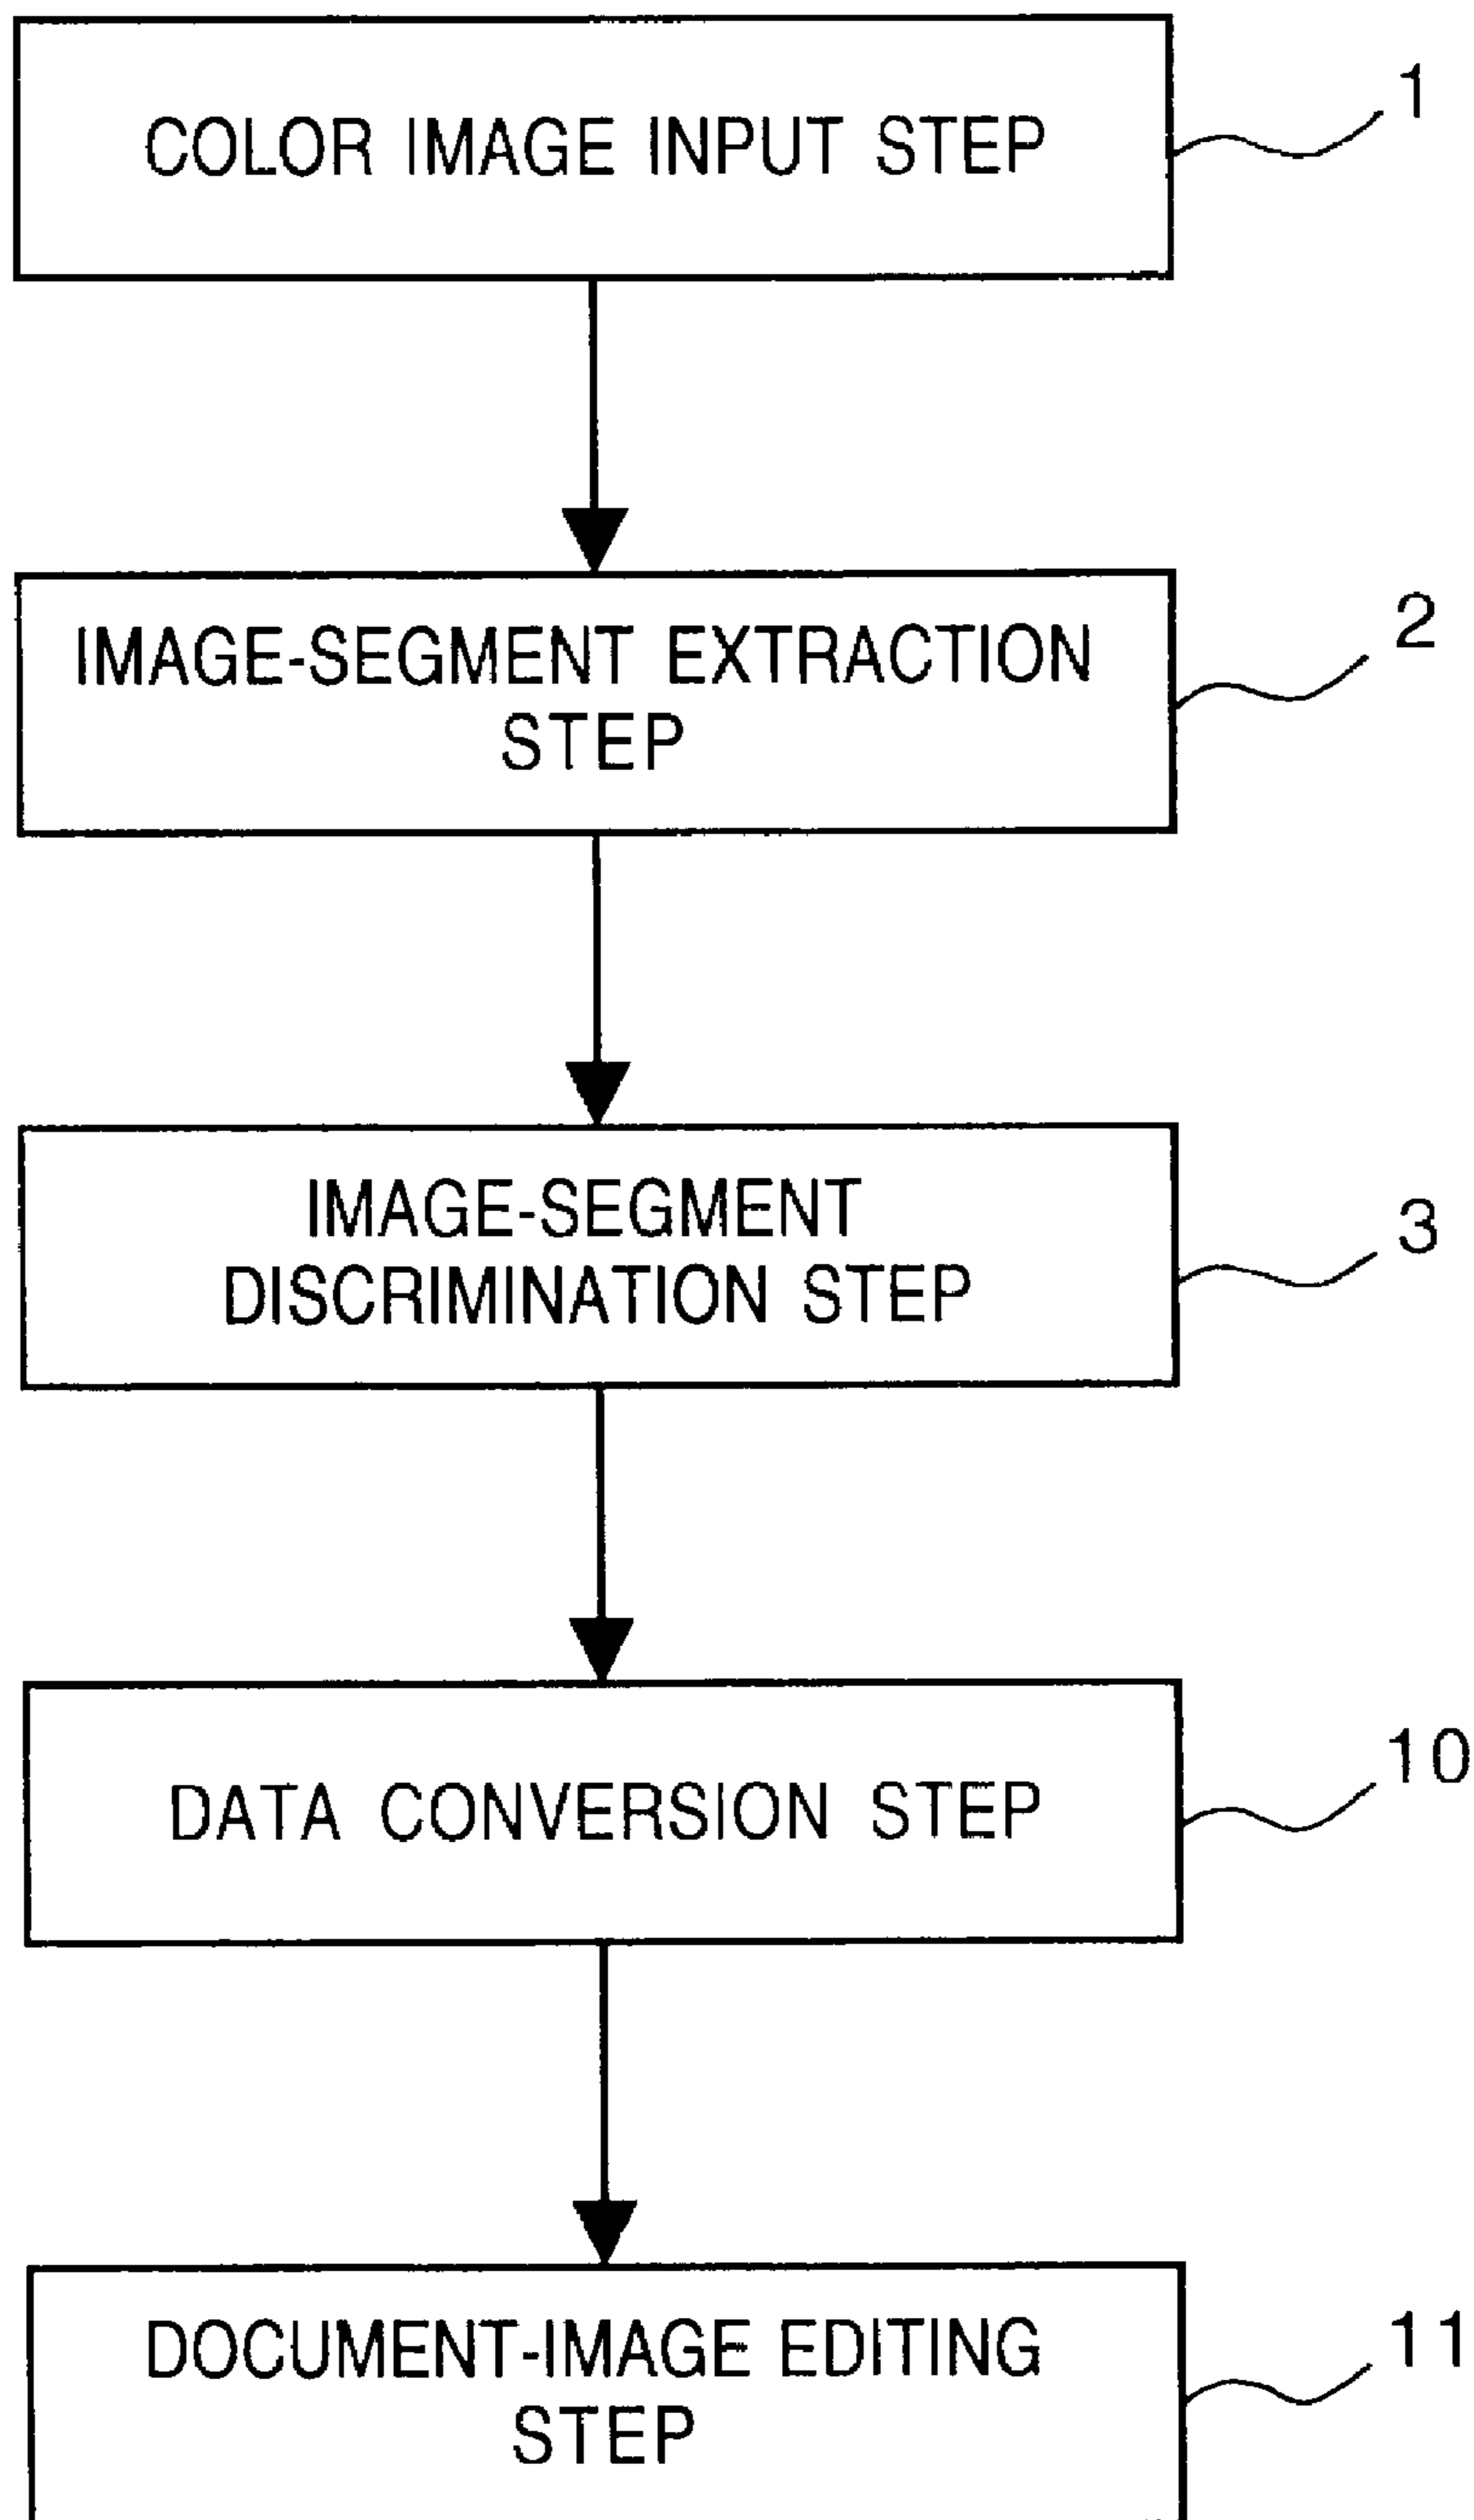 COLOR IMAGE INPUT STEP
1
IMAGE-SEGMENT EXTRACTION
STEP
2
IMAGE-SEGMENT
DISCRIMINATION STEP
3
DATA CONVERSION STEP
10
DOCUMENT-IMAGE EDITING
STEP
11